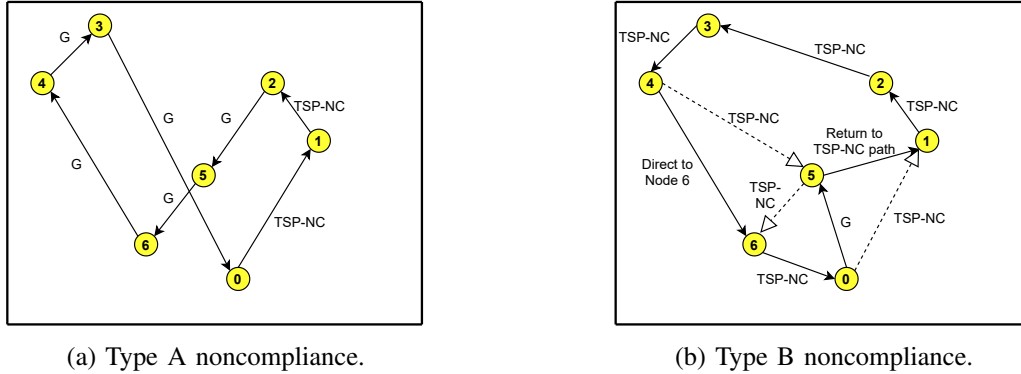 3
G
4
2
TSP-NC
G
G
1
G
5
G
TSP-NC
6
0
(a) Type A noncompliance.
3
TSP-NC
TSP-NC
4
2
TSP-NC
TSP-NC
Return to
TSP-NC path
1
Direct to
Node 6
5
TSP-
NC
TSP-NC
G
6
TSP-NC
0
(b) Type B noncompliance.